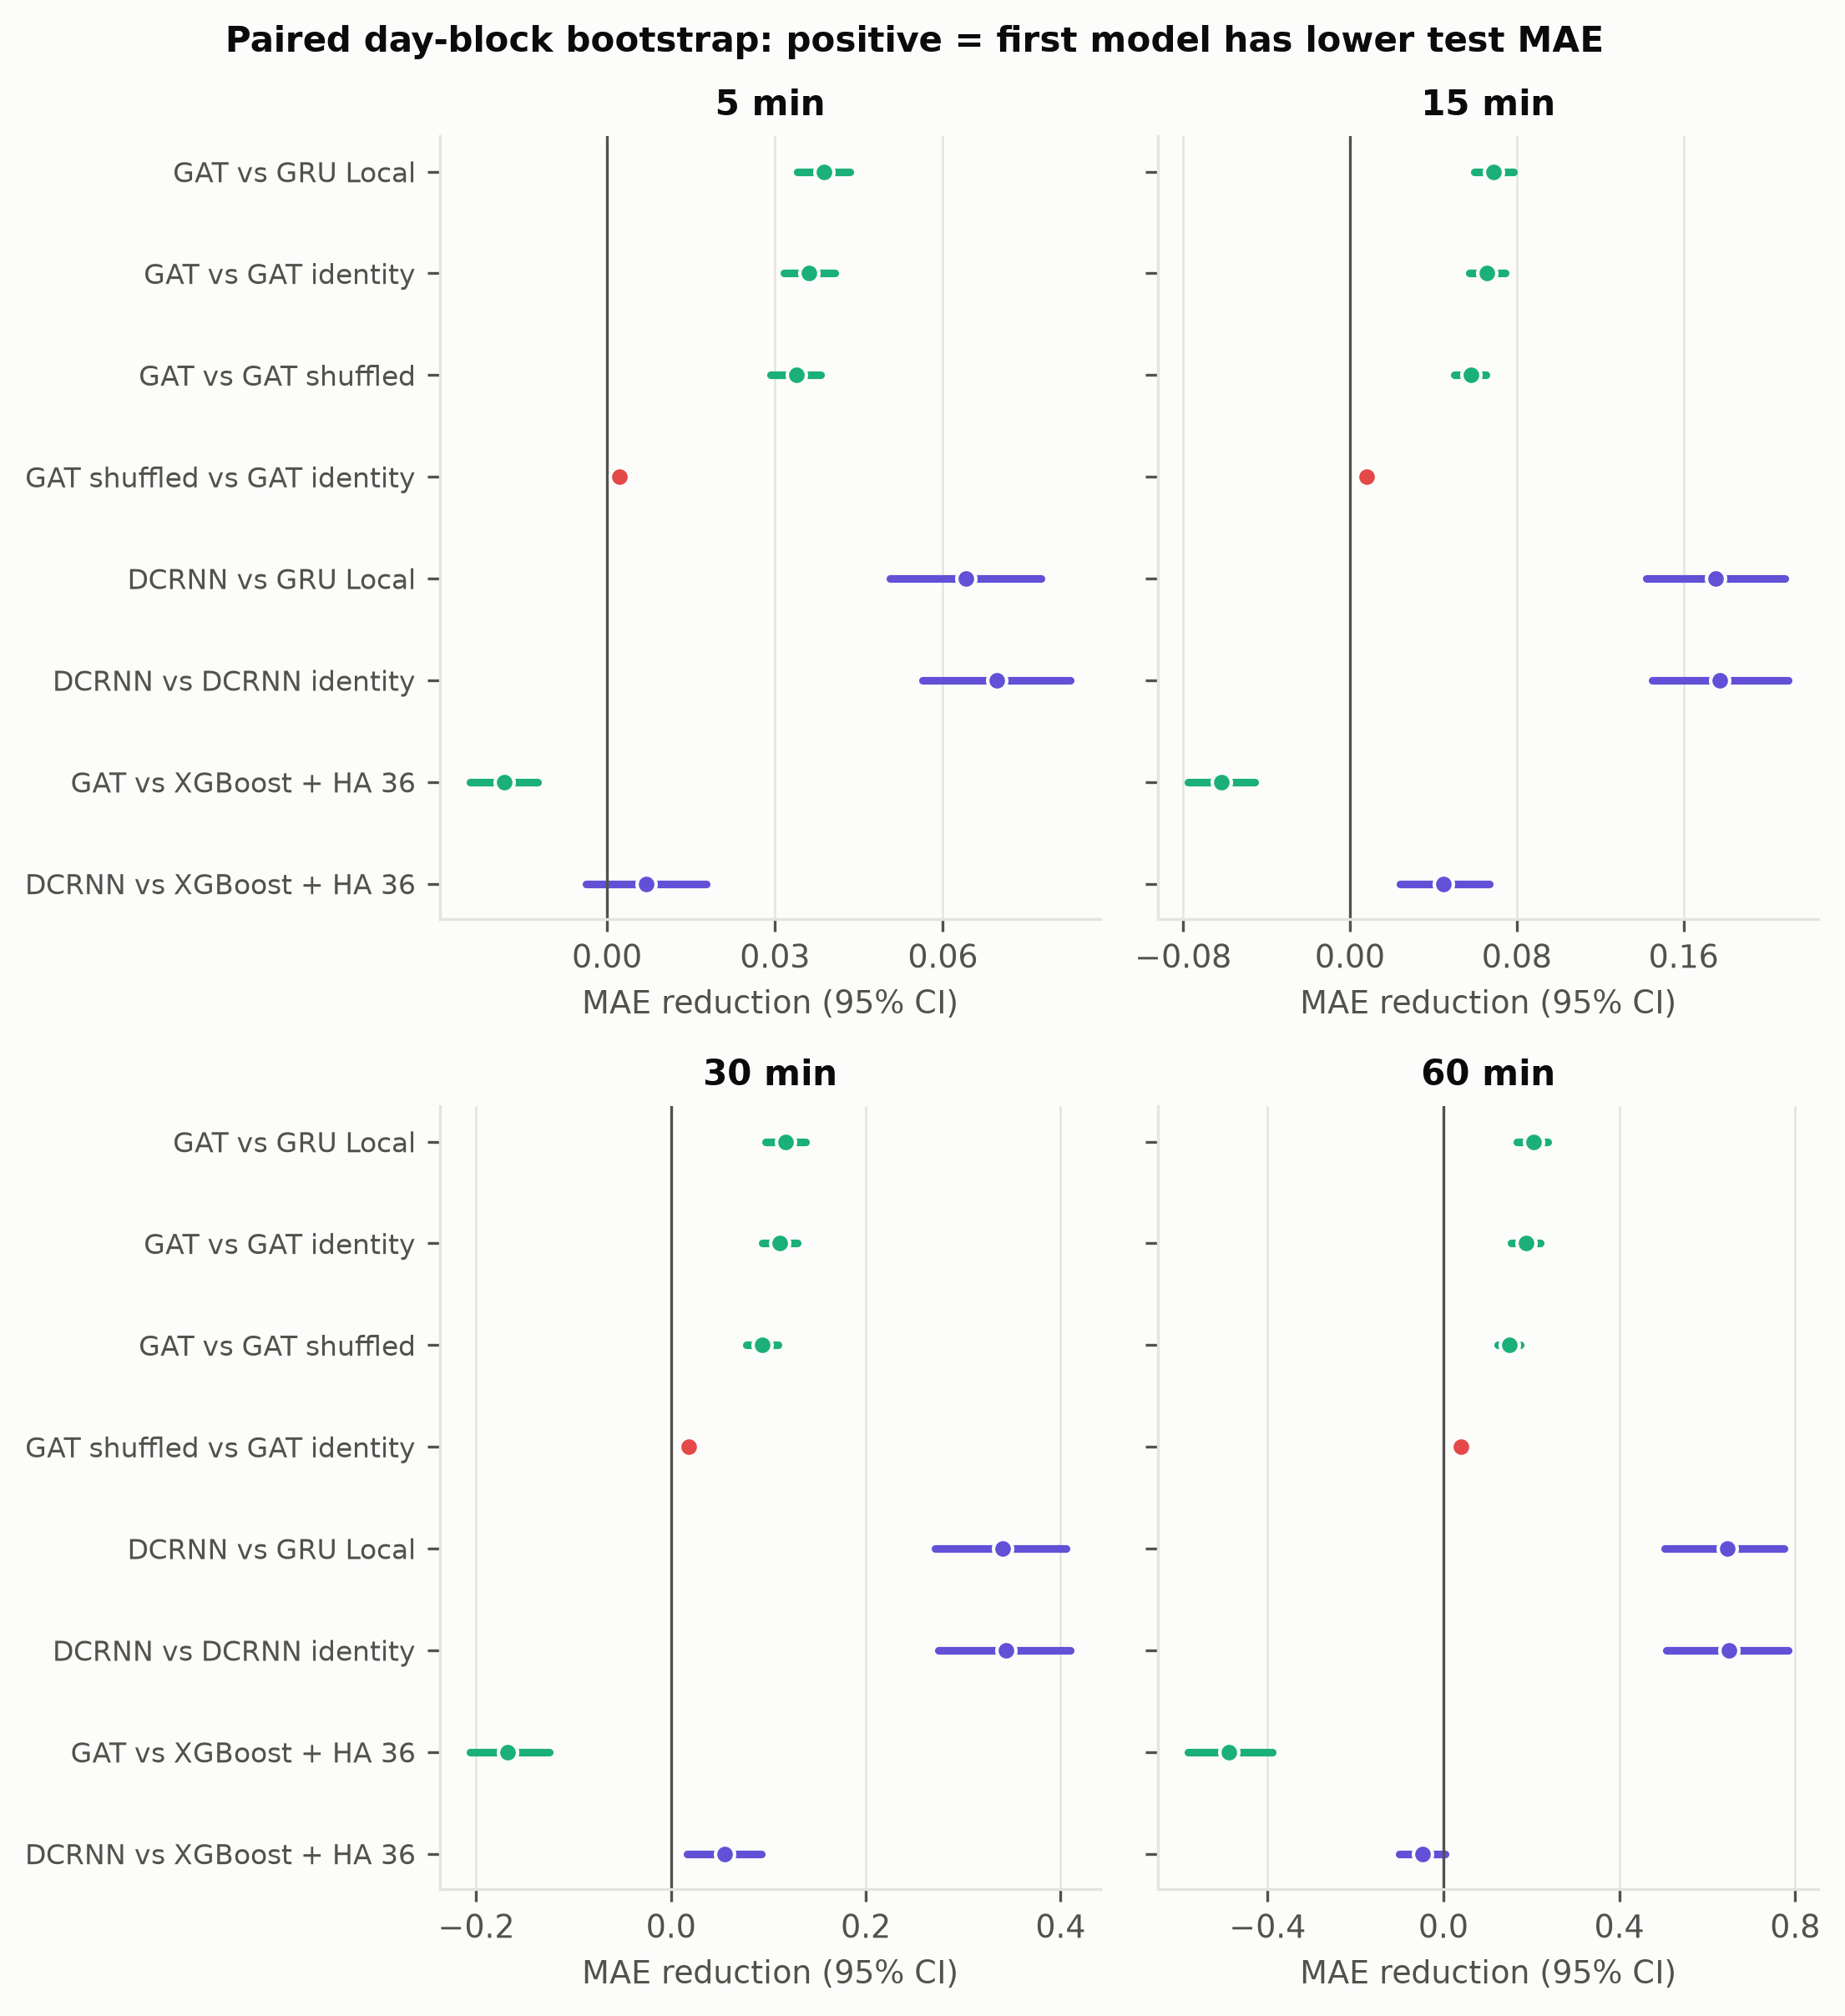 Paired day-block bootstrap: positive = first model has lower test MAE
5 min
GAT vs GRU Local
GAT vs GAT identity
GAT vs GAT shuffled
GAT shuffled vs GAT identity
DCRNN vs GRU Local
DCRNN vs DCRNN identity
GAT vs XGBoost + HA 36
DCRNN vs XGBoost + HA 36
0.00 0.03 0.06
MAE reduction (95% CI)
15 min
−0.08 0.00 0.08 0.16
MAE reduction (95% CI)
30 min
GAT vs GRU Local
GAT vs GAT identity
GAT vs GAT shuffled
GAT shuffled vs GAT identity
DCRNN vs GRU Local
DCRNN vs DCRNN identity
GAT vs XGBoost + HA 36
DCRNN vs XGBoost + HA 36
−0.2 0.0 0.2 0.4
MAE reduction (95% CI)
60 min
−0.4 0.0 0.4 0.8
MAE reduction (95% CI)